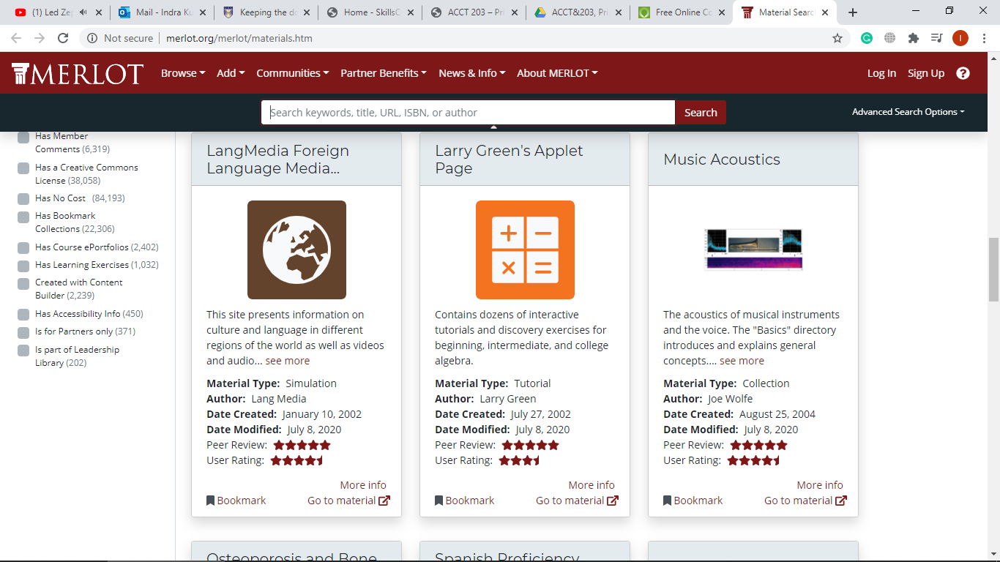 (1) Led Ze
Mail - Indra Ku
Keeping the do
Home - SkillsC
ACCT 203 – Pri
ACCT&203, Pri
Free Online Co
Material Searc
Not secure | merlot.org/merlot/materials.htm
I
MERLOT
Browse Add Communities Partner Benefits News & Info About MERLOT
Log In Sign Up ?
Search keywords, title, URL, ISBN, or author
Search
Advanced Search Options
Has Member
Comments (6,319)
Has a Creative Commons
License (38,058)
Has No Cost (84,193)
Has Bookmark
Collections (22,306)
Has Course ePortfolios (2,402)
Has Learning Exercises (1,032)
Created with Content
Builder (2,239)
Has Accessibility Info (450)
Is for Partners only (371)
Is part of Leadership
Library (202)
LangMedia Foreign
Language Media...
This site presents information on
culture and language in different
regions of the world as well as videos
and audio... see more
Material Type: Simulation
Author: Lang Media
Date Created: January 10, 2002
Date Modified: July 8, 2020
Peer Review:
User Rating:
More info
Bookmark Go to material
Larry Green's Applet
Page
Contains dozens of interactive
tutorials and discovery exercises for
beginning, intermediate, and college
algebra.
Material Type: Tutorial
Author: Larry Green
Date Created: July 27, 2002
Date Modified: July 8, 2020
Peer Review:
User Rating:
More info
Bookmark Go to material
Music Acoustics
The acoustics of musical instruments
and the voice. The "Basics" directory
introduces and explains general
concepts.... see more
Material Type: Collection
Author: Joe Wolfe
Date Created: August 25, 2004
Date Modified: July 8, 2020
Peer Review:
User Rating:
More info
Bookmark Go to material
Osteoporosis and Bone
Spanish Proficiency